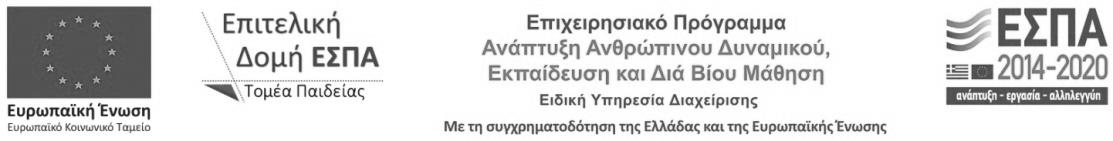 Ευρωπαϊκή Ένωση
Ευρωπαϊκό Κοινωνικό Ταμείο
Επιτελική
Δομή ΕΣΠΑ
Τομέα Παιδείας
Επιχειρησιακό Πρόγραμμα
Ανάπτυξη Ανθρώπινου Δυναμικού,
Εκπαίδευση και Διά Βίου Μάθηση
Ειδική Υπηρεσία Διαχείρισης
Με τη συγχρηματοδότηση της Ελλάδας και της Ευρωπαϊκής Ένωσης
ΕΣΠΑ
2014-2020
ανάπτυξη - εργασία - αλληλεγγύη